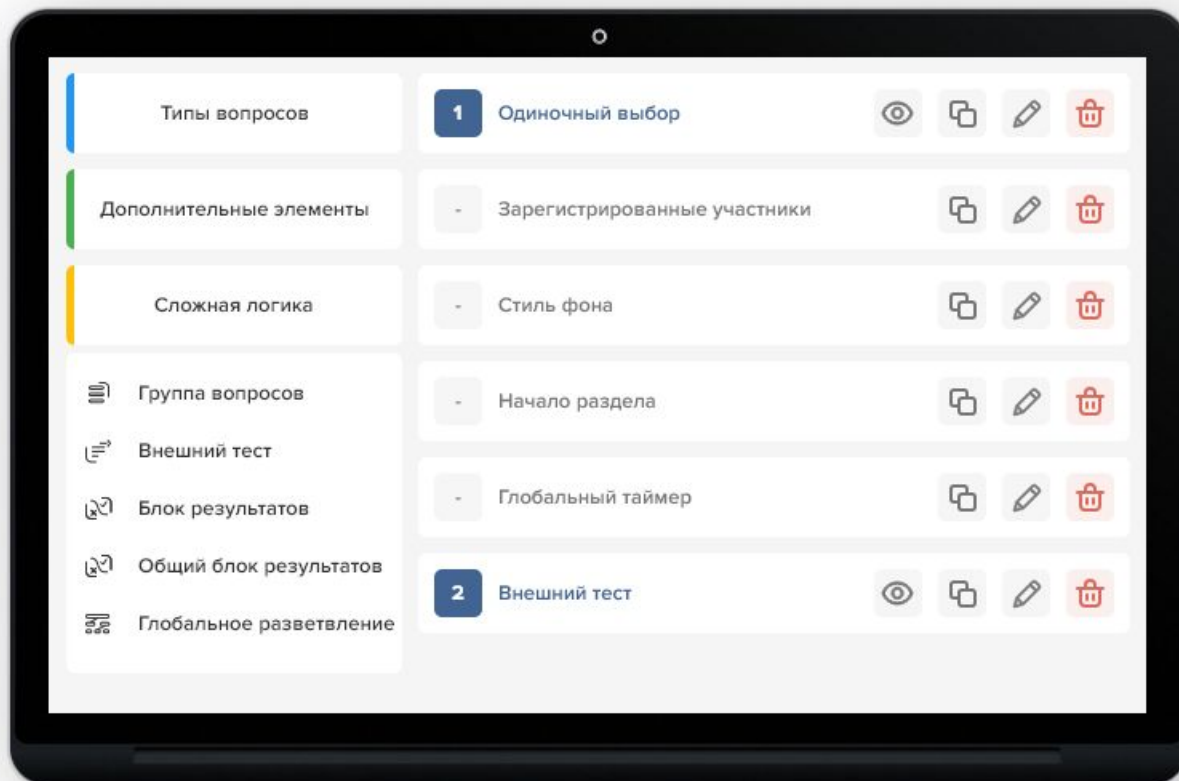 Типы вопросов
Дополнительные элементы
Сложная логика
Группа вопросов
Внешний тест
Блок результатов
Общий блок результатов
Глобальное разветвление
1 Одиночный выбор
- Зарегистрированные участники
- Стиль фона
- Начало раздела
- Глобальный таймер
2 Внешний тест